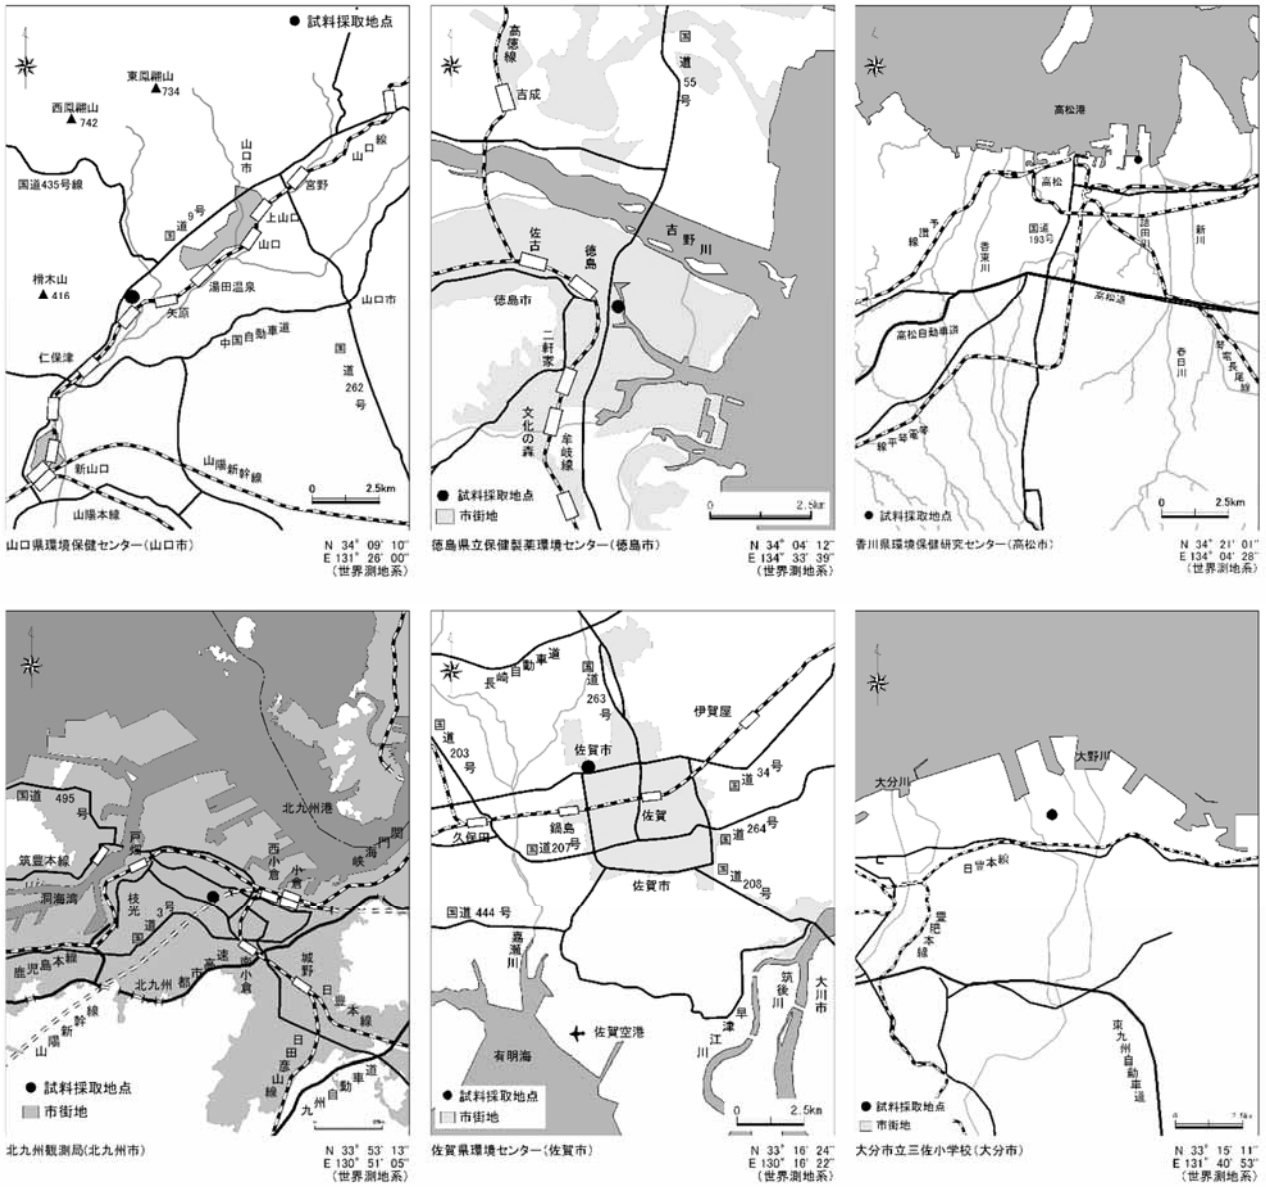 試料採取地点
東鳳翩山
734
西鳳翩山
742
山口市
山口線
国道435号線
宮野
国道9号
上山口
山口
楮木山
416
湯田温泉
山口市
矢原
中国自動車道
仁保津
国道262号
新山口
山陽新幹線
山陽本線
0 2.5km
山口県環境保健センター(山口市)
N 34° 09′ 10″
E 131° 26′ 00″
(世界測地系)
高徳線
国道55号
吉成
吉野川
佐古
徳島
徳島市
二軒家
文化の森
牟岐線
試料採取地点
市街地
0 2.5km
徳島県立保健製薬環境センター(徳島市)
N 34° 04′ 12″
E 134° 33′ 39″
(世界測地系)
高松港
高松
予讃線
国道193号
香東川
詰田川
新川
高松道
高松自動車道
春日川
琴電長尾線
琴電琴平線
試料採取地点
0 2.5km
香川県環境保健研究センター(高松市)
N 34° 21′ 01″
E 134° 04′ 28″
(世界測地系)
国道 495号
北九州港
関門海峡
戸畑
西小倉
小倉
筑豊本線
洞海湾
枝光
国道3号
鹿児島本線
北九州都市高速
南小倉
城野
日豊本線
山陽新幹線
日田彦山線
九州自動車道
試料採取地点
市街地
北九州観測局(北九州市)
N 33° 53′ 13″
E 130° 51′ 05″
(世界測地系)
長崎自動車道
国道263号
伊賀屋
国道203号
佐賀市
国道34号
久保田
鍋島
佐賀
国道207号
国道264号
佐賀市
国道208号
国道 444 号
嘉瀬川
筑後川
大川市
早津江川
佐賀空港
有明海
試料採取地点
市街地
0 2.5km
佐賀県環境センター(佐賀市)
N 33° 16′ 24″
E 130° 16′ 22″
(世界測地系)
大野川
大分川
日豊本線
豊肥本線
東九州自動車道
試料採取地点
市街地
大分市立三佐小学校(大分市)
N 33° 15′ 11″
E 131° 40′ 53″
(世界測地系)